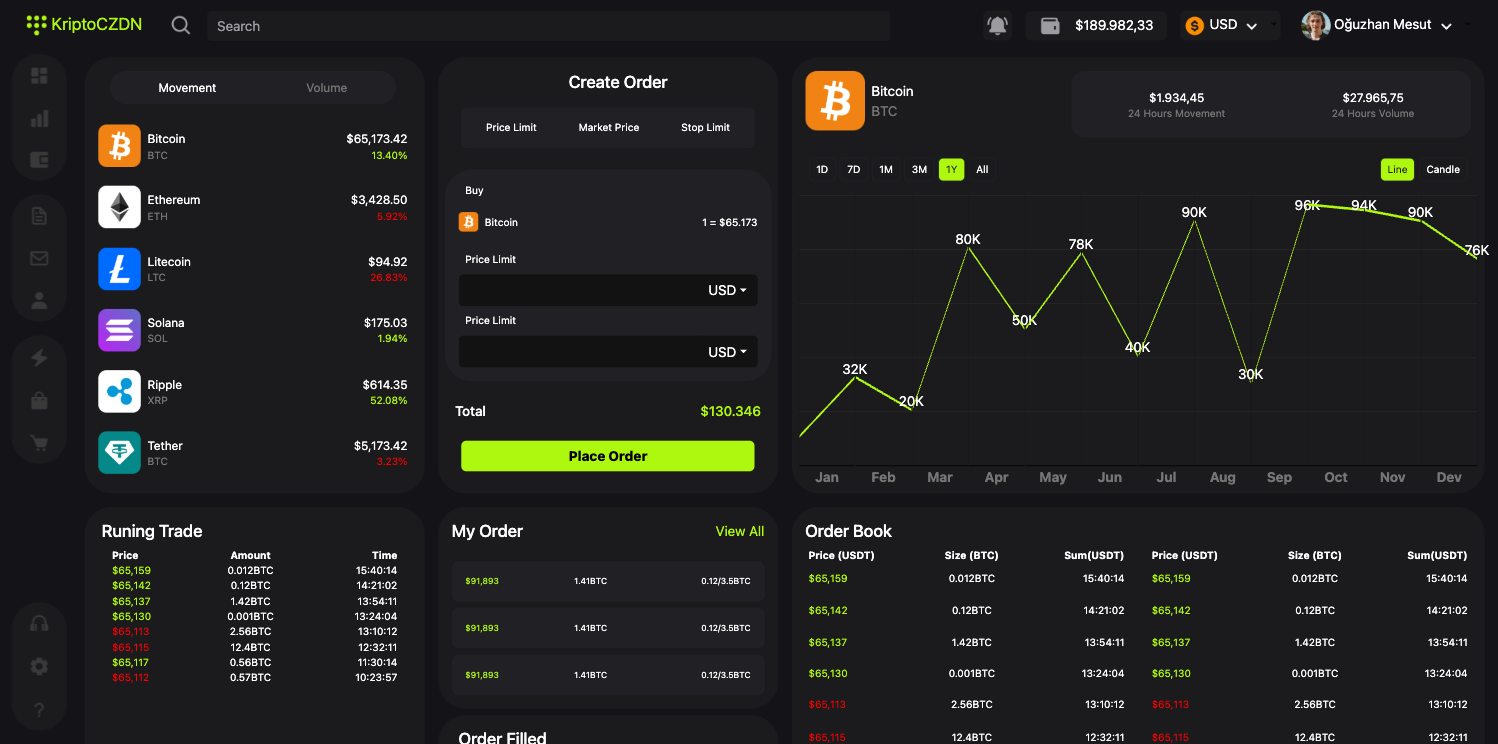 KriptoCZDN
Search
$189.982,33
$ USD
Oğuzhan Mesut
Movement Volume
Bitcoin $65,173.42
BTC 13.40%
Ethereum $3,428.50
ETH 5.92%
Litecoin $94.92
LTC 26.83%
Solana $175.03
SOL 1.94%
Ripple $614.35
XRP 52.08%
Tether $5,173.42
BTC 3.23%
Create Order
Price Limit Market Price Stop Limit
Buy
Bitcoin 1 = $65.173
Price Limit
USD
Price Limit
USD
Total $130.346
Place Order
Bitcoin
BTC
$1.934,45 $27.965,75
24 Hours Movement 24 Hours Volume
1D 7D 1M 3M 1Y All Line Candle
32K 20K 80K 50K 78K 40K 90K 30K 96K 94K 90K 76K
Jan Feb Mar Apr May Jun Jul Aug Sep Oct Nov Dev
Runing Trade
Price Amount Time
$65,159 0.012BTC 15:40:14
$65,142 0.12BTC 14:21:02
$65,137 1.42BTC 13:54:11
$65,130 0.001BTC 13:24:04
$65,113 2.56BTC 13:10:12
$65,115 12.4BTC 12:32:11
$65,117 0.56BTC 11:30:14
$65,112 0.57BTC 10:23:57
My Order View All
$91,893 1.41BTC 0.12/3.5BTC
$91,893 1.41BTC 0.12/3.5BTC
$91,893 1.41BTC 0.12/3.5BTC
Order Filled
Order Book
Price (USDT) Size (BTC) Sum(USDT) Price (USDT) Size (BTC) Sum(USDT)
$65,159 0.012BTC 15:40:14 $65,159 0.012BTC 15:40:14
$65,142 0.12BTC 14:21:02 $65,142 0.12BTC 14:21:02
$65,137 1.42BTC 13:54:11 $65,137 1.42BTC 13:54:11
$65,130 0.001BTC 13:24:04 $65,130 0.001BTC 13:24:04
$65,113 2.56BTC 13:10:12 $65,113 2.56BTC 13:10:12
$65,115 12.4BTC 12:32:11 $65,115 12.4BTC 12:32:11